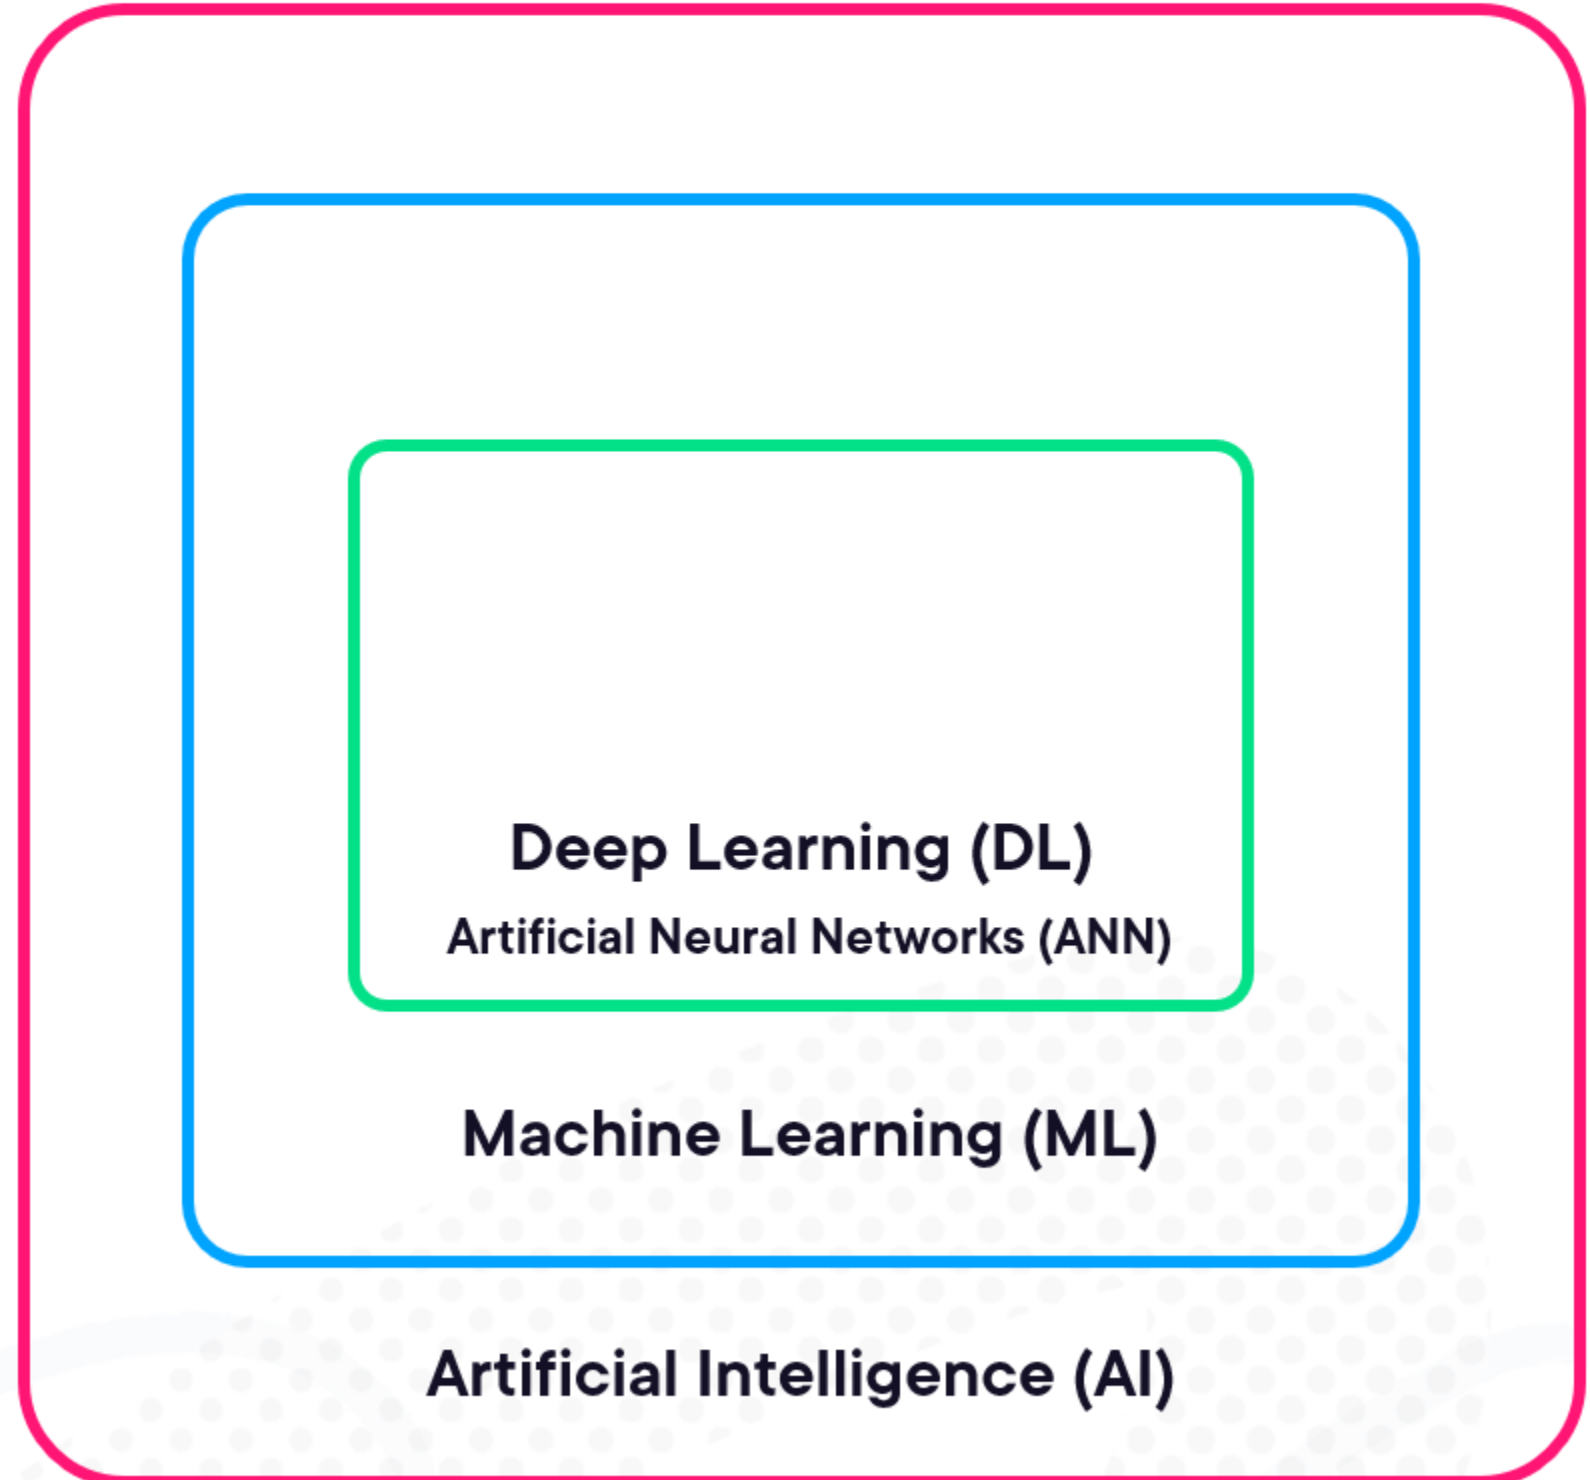 Deep Learning (DL)
Artificial Neural Networks (ANN)
Machine Learning (ML)
Artificial Intelligence (AI)